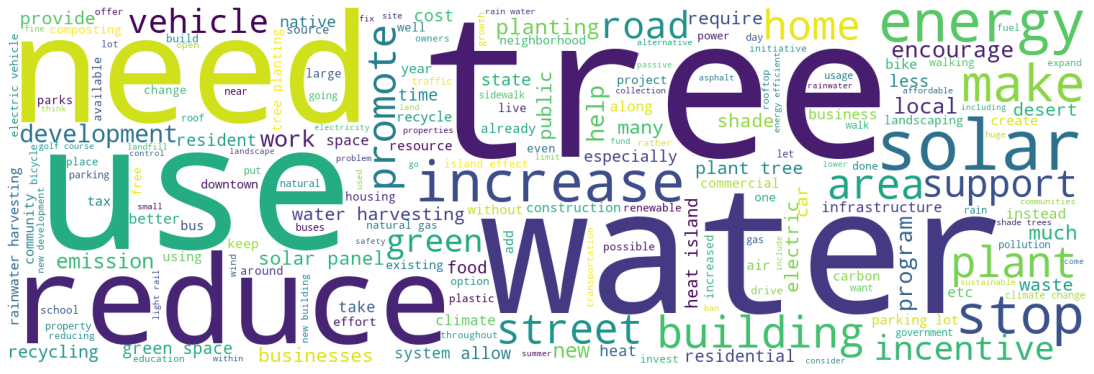 provide
offer
vehicle
native
cost
planting
road
require
home
energy
fine
composting
fix
site
source
well
owners
growth
rain water
neighborhood
alternative
power
day
initiative
encourage
fuel
lot
build
need
promote
tree
passive
bike
walking
expand
electric vehicle
parks
think
available
change
near
open
large
going
tree planting
traffic
year
time
state
sidewalk
land
recycle
live
public
help
project
collection
along
many
asphalt
shade
energy efficient
rooftop
usage
rainwater
business
walk
less
affordable
local
landscaping
including
make
desert
create
huge
solar
development
roof
resident
electricity
work
space
properties
already
even
fund
rather
limit
golf course
landfill
control
landscape
problem
resource
go
island effect
especially
plant tree
let
lower
done
area
support
place
parking
bicycle
free
put
downtown
used
natural
use
increase
commercial
one
communities
shade trees
tax
small
housing
car
infrastructure
rain
instead
better
bus
buses
water harvesting
without
construction
renewable
natural gas
possible
water
heat island
electric
program
pollution
much
rainwater harvesting
community
new development
emission
keep
using
solar panel
safety
existing
green
add
transportation
increased
gas
air
include
carbon
want
plant
come
sustainable
climate change
etc
waste
light rail
wind
around
food
option
plastic
ban
drive
reduce
school
property
reducing
new building
take
effort
climate
throughout
street
building
parking lot
government
stop
recycling
green space
education
within
businesses
summer
system
allow
new
heat
invest
residential
consider
incentive